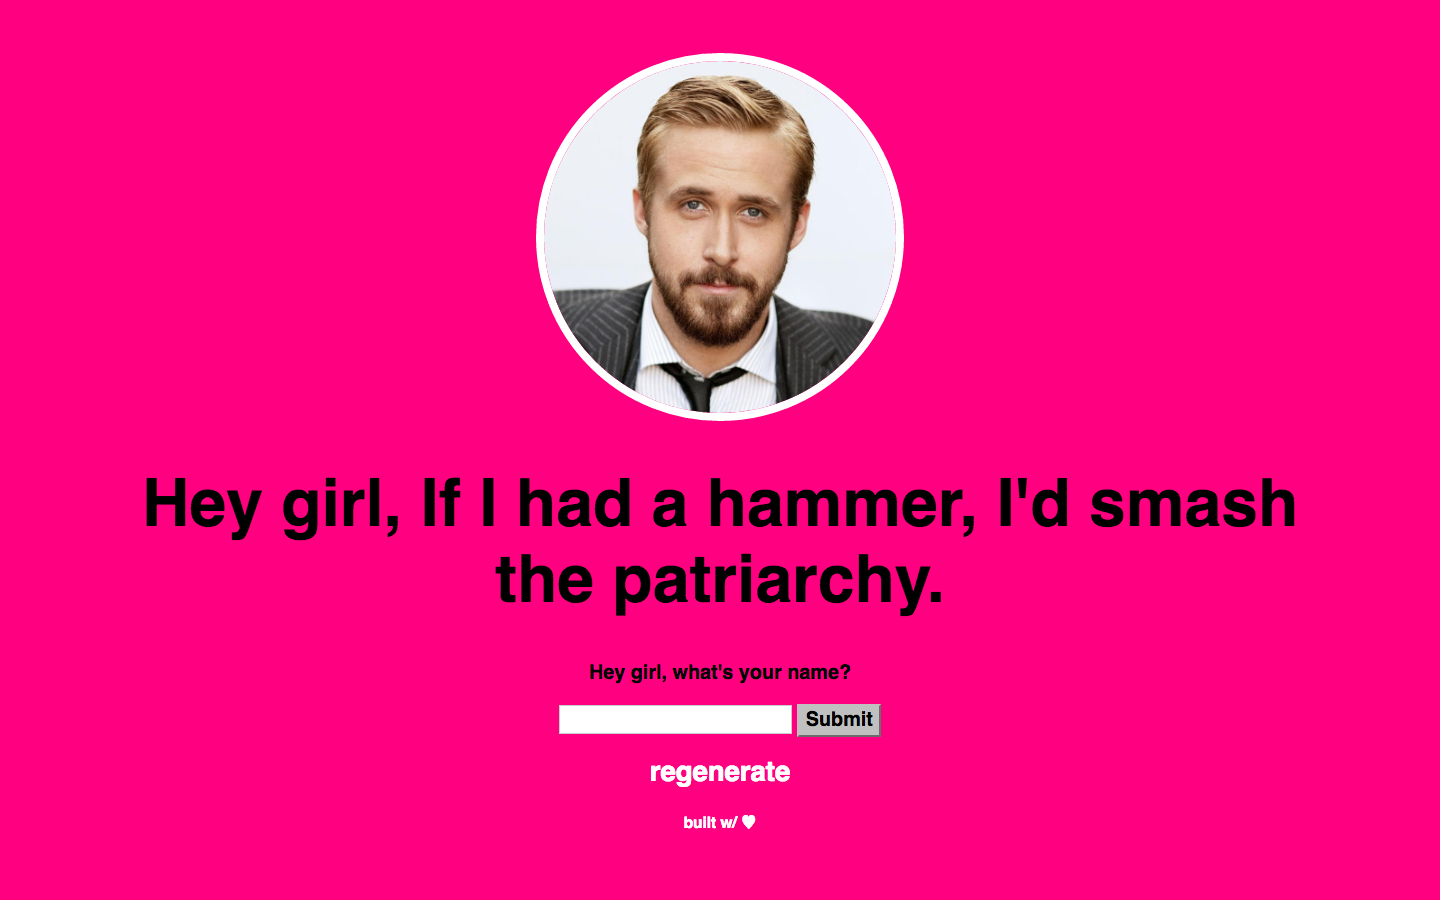 Hey girl, If I had a hammer, I'd smash
the patriarchy.
Hey girl, what's your name?
Submit
regenerate
built w/ ♥